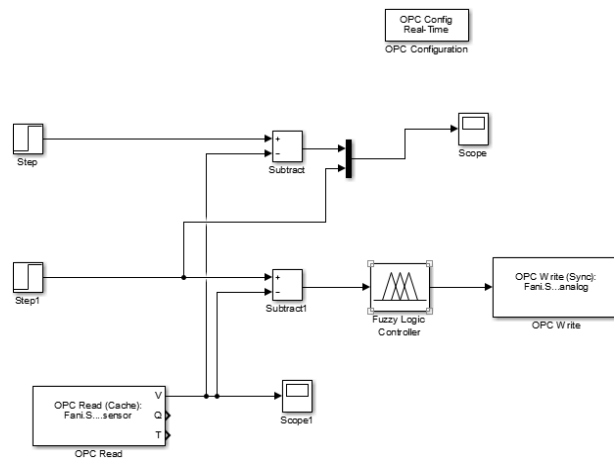 OPC Config
Real-Time
OPC Configuration
Step
+
−
Subtract
Scope
Step1
+
−
Subtract1
Fuzzy Logic
Controller
OPC Write (Sync):
Fani.S...analog
OPC Write
OPC Read (Cache):
Fani.S....sensor
V
Q
T
OPC Read
Scope1